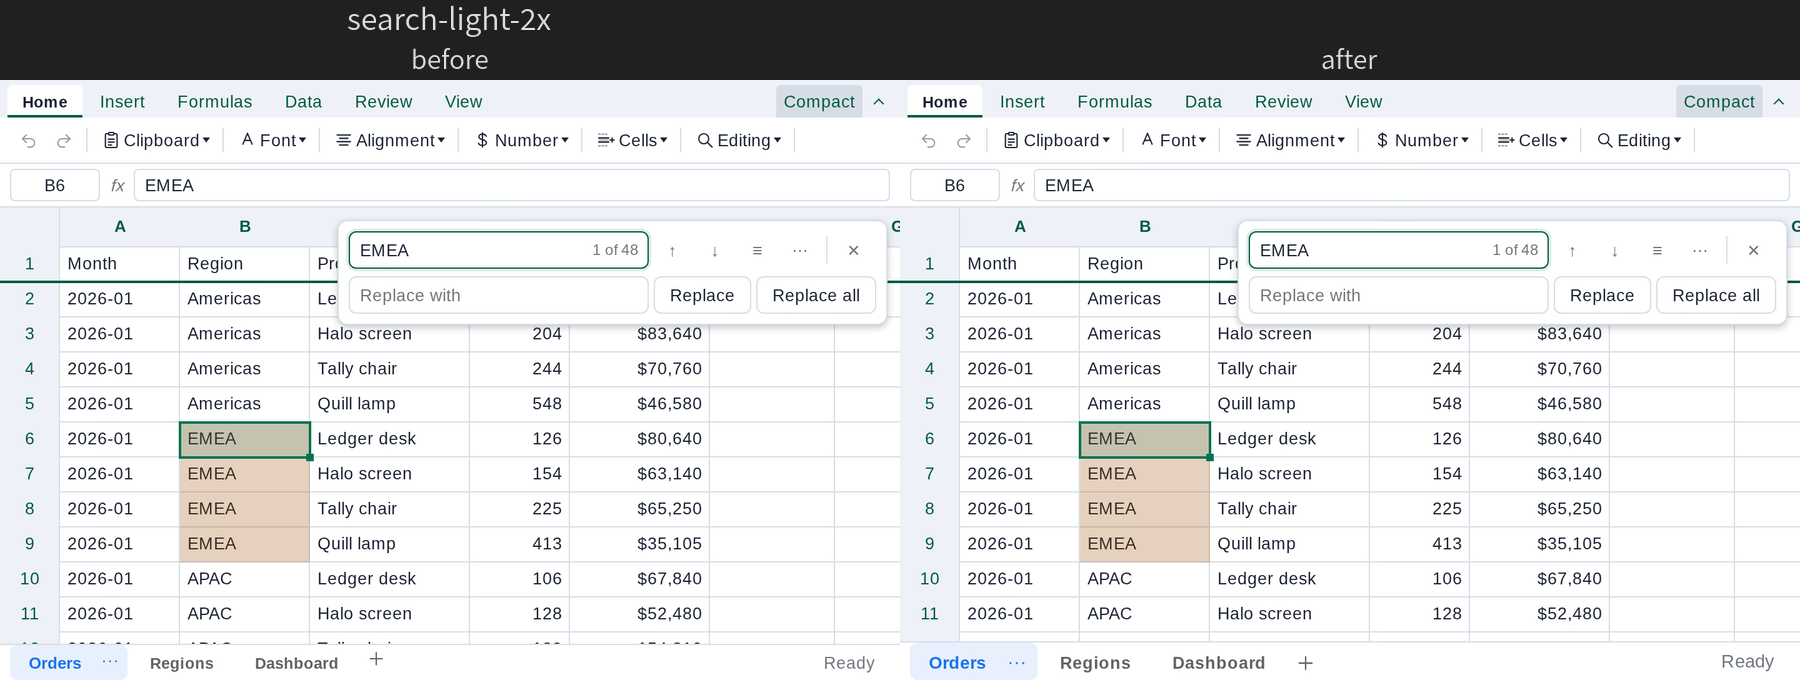 search-light-2x
before after
Home Insert Formulas Data Review View Compact
Clipboard Font Alignment $ Number Cells Editing
B6 fx EMEA
A B
EMEA 1 of 48
Replace with Replace Replace all
1 Month Region
2 2026-01 Americas
3 2026-01 Americas Halo screen 204 $83,640
4 2026-01 Americas Tally chair 244 $70,760
5 2026-01 Americas Quill lamp 548 $46,580
6 2026-01 EMEA Ledger desk 126 $80,640
7 2026-01 EMEA Halo screen 154 $63,140
8 2026-01 EMEA Tally chair 225 $65,250
9 2026-01 EMEA Quill lamp 413 $35,105
10 2026-01 APAC Ledger desk 106 $67,840
11 2026-01 APAC Halo screen 128 $52,480
Orders ... Regions Dashboard + Ready
Home Insert Formulas Data Review View Compact
Clipboard Font Alignment $ Number Cells Editing
B6 fx EMEA
A B
EMEA 1 of 48
Replace with Replace Replace all
1 Month Region
2 2026-01 Americas
3 2026-01 Americas Halo screen 204 $83,640
4 2026-01 Americas Tally chair 244 $70,760
5 2026-01 Americas Quill lamp 548 $46,580
6 2026-01 EMEA Ledger desk 126 $80,640
7 2026-01 EMEA Halo screen 154 $63,140
8 2026-01 EMEA Tally chair 225 $65,250
9 2026-01 EMEA Quill lamp 413 $35,105
10 2026-01 APAC Ledger desk 106 $67,840
11 2026-01 APAC Halo screen 128 $52,480
Orders ... Regions Dashboard + Ready